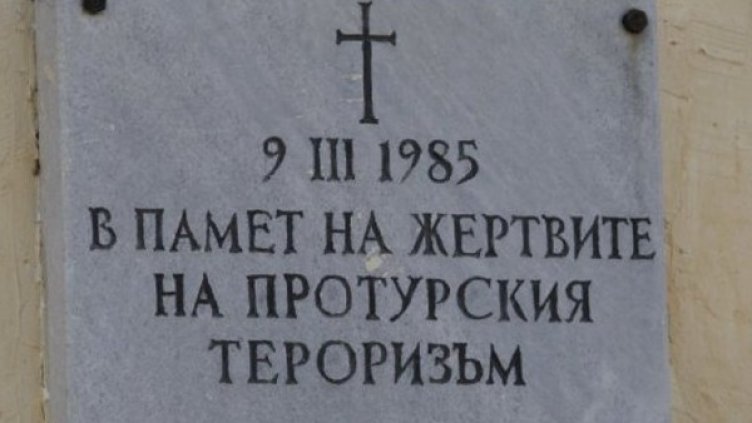 9 III 1985
В ПАМЕТ НА ЖЕРТВИТЕ
НА ПРОТУРСКИЯ
ТЕРОРИЗЪМ